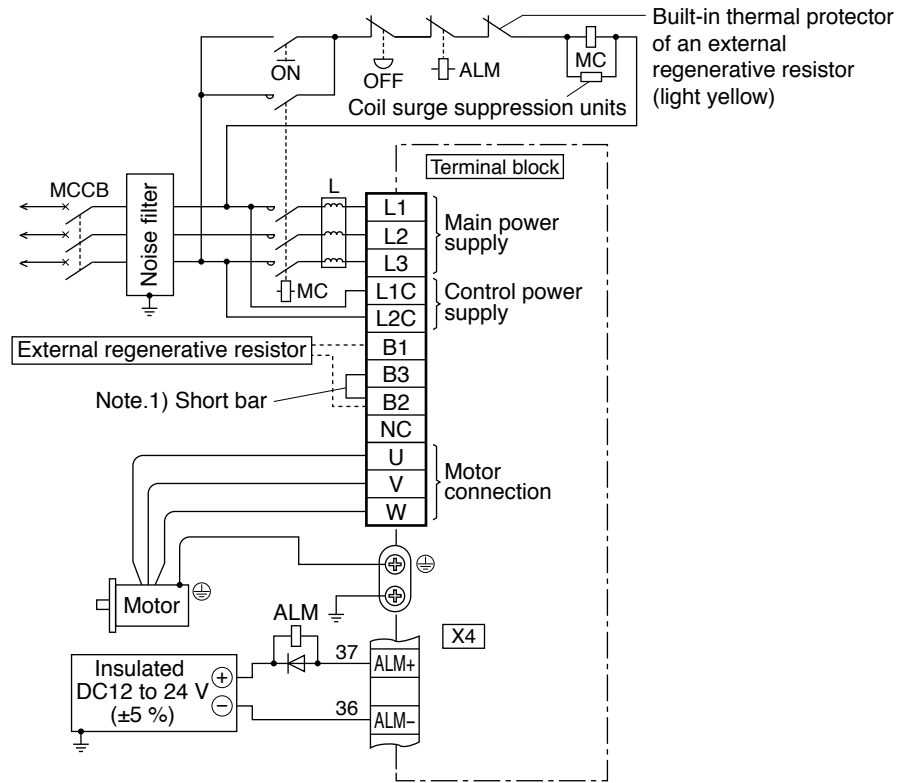 Built-in thermal protector
of an external
regenerative resistor
(light yellow)
ON
OFF
ALM
MC
Coil surge suppression units
Terminal block
MCCB
Noise filter
L
MC
L1
L2
L3
Main power
supply
L1C
L2C
Control power
supply
External regenerative resistor
B1
B3
B2
Note.1) Short bar
NC
U
V
W
Motor
connection
Motor
ALM
X4
Insulated
DC12 to 24 V
(±5 %)
+
−
37
ALM+
36
ALM−